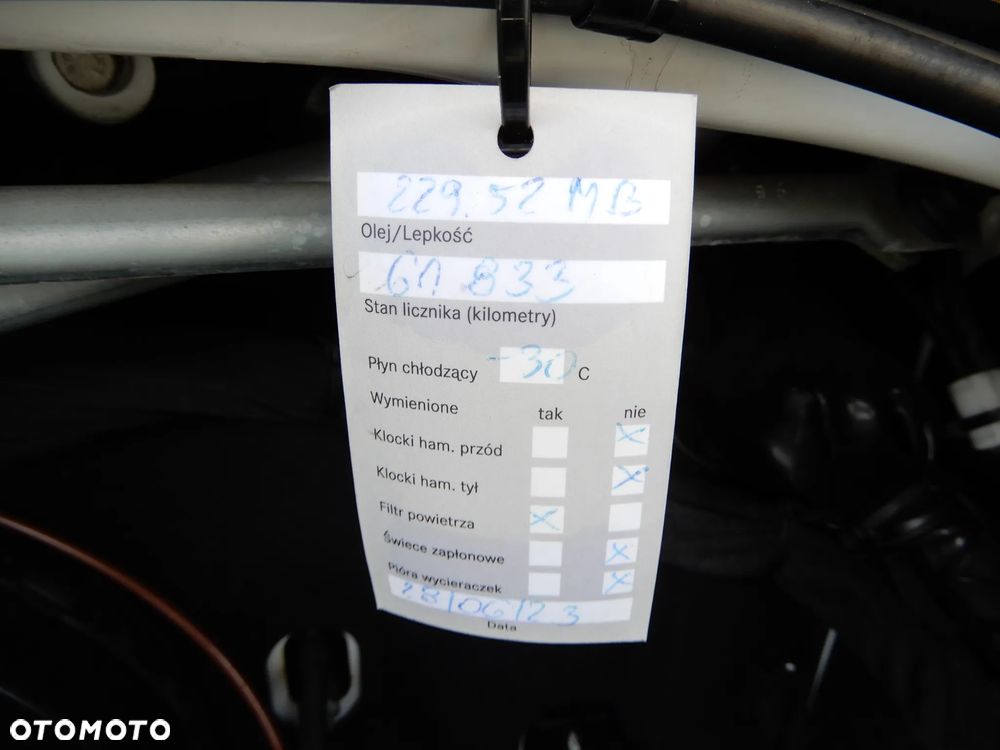 229.52 MB
Olej/Lepkość
61 833
Stan licznika (kilometry)
Płyn chłodzący -30 C
Wymienione tak nie
Klocki ham. przód X
Klocki ham. tył X
Filtr powietrza X
Świece zapłonowe X
Pióra wycieraczek X
28/06/23
Data
OTOMOTO